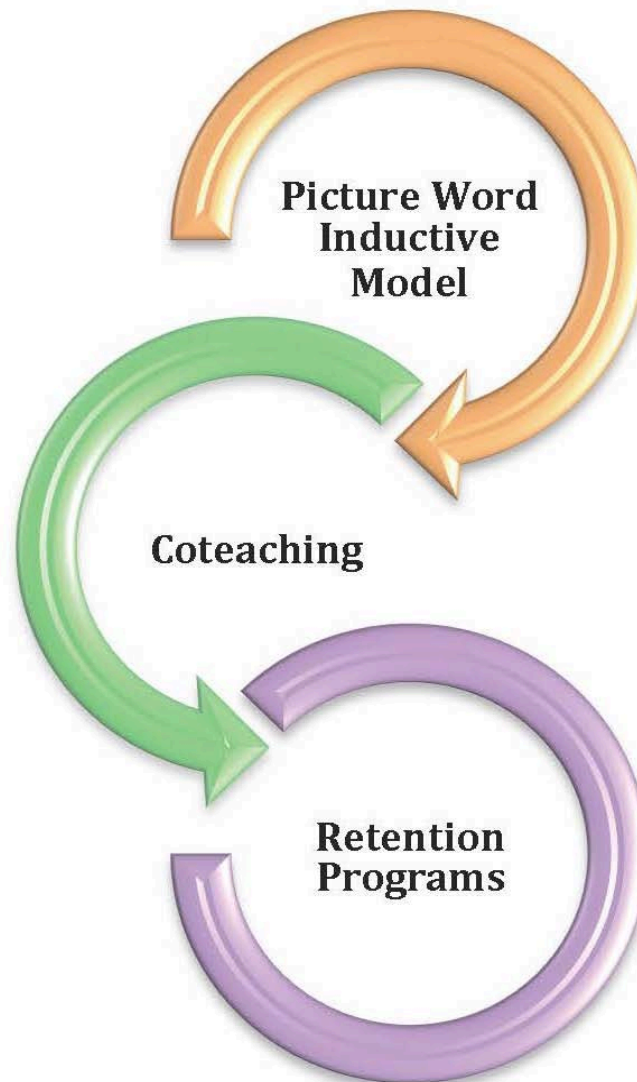 Picture Word
Inductive
Model
Coteaching
Retention
Programs